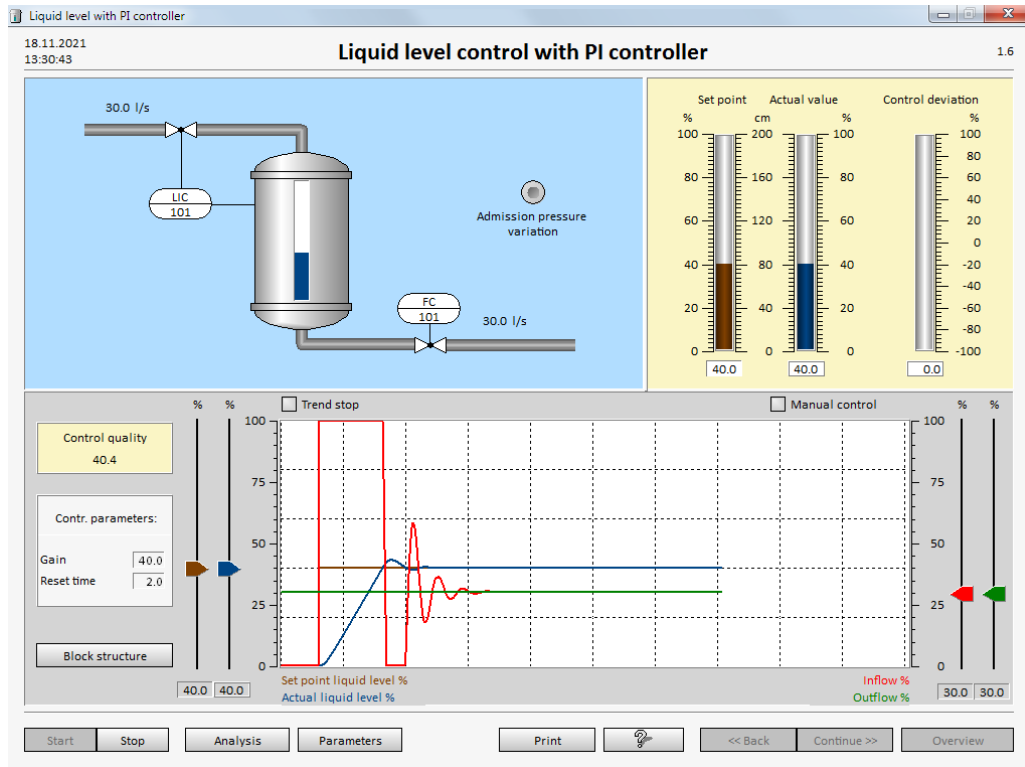 Liquid level with PI controller
18.11.2021
13:30:43
Liquid level control with PI controller
1.6
30.0 l/s
LIC
101
Admission pressure
variation
FC
101
30.0 l/s
Set point Actual value Control deviation
% cm % %
100 200 100 100
80 160 80 80
60
40
60 120 60 20
0
40 80 40 -20
-40
20 40 20 -60
-80
0 0 0 -100
40.0 40.0 0.0
Control quality
40.4
Contr. parameters:
Gain 40.0
Reset time 2.0
Block structure
% % Trend stop Manual control % %
100 100
75 75
50 50
25 25
0 0
40.0 40.0 30.0 30.0
Set point liquid level % Inflow %
Actual liquid level % Outflow %
Start Stop Analysis Parameters Print ? << Back Continue >> Overview